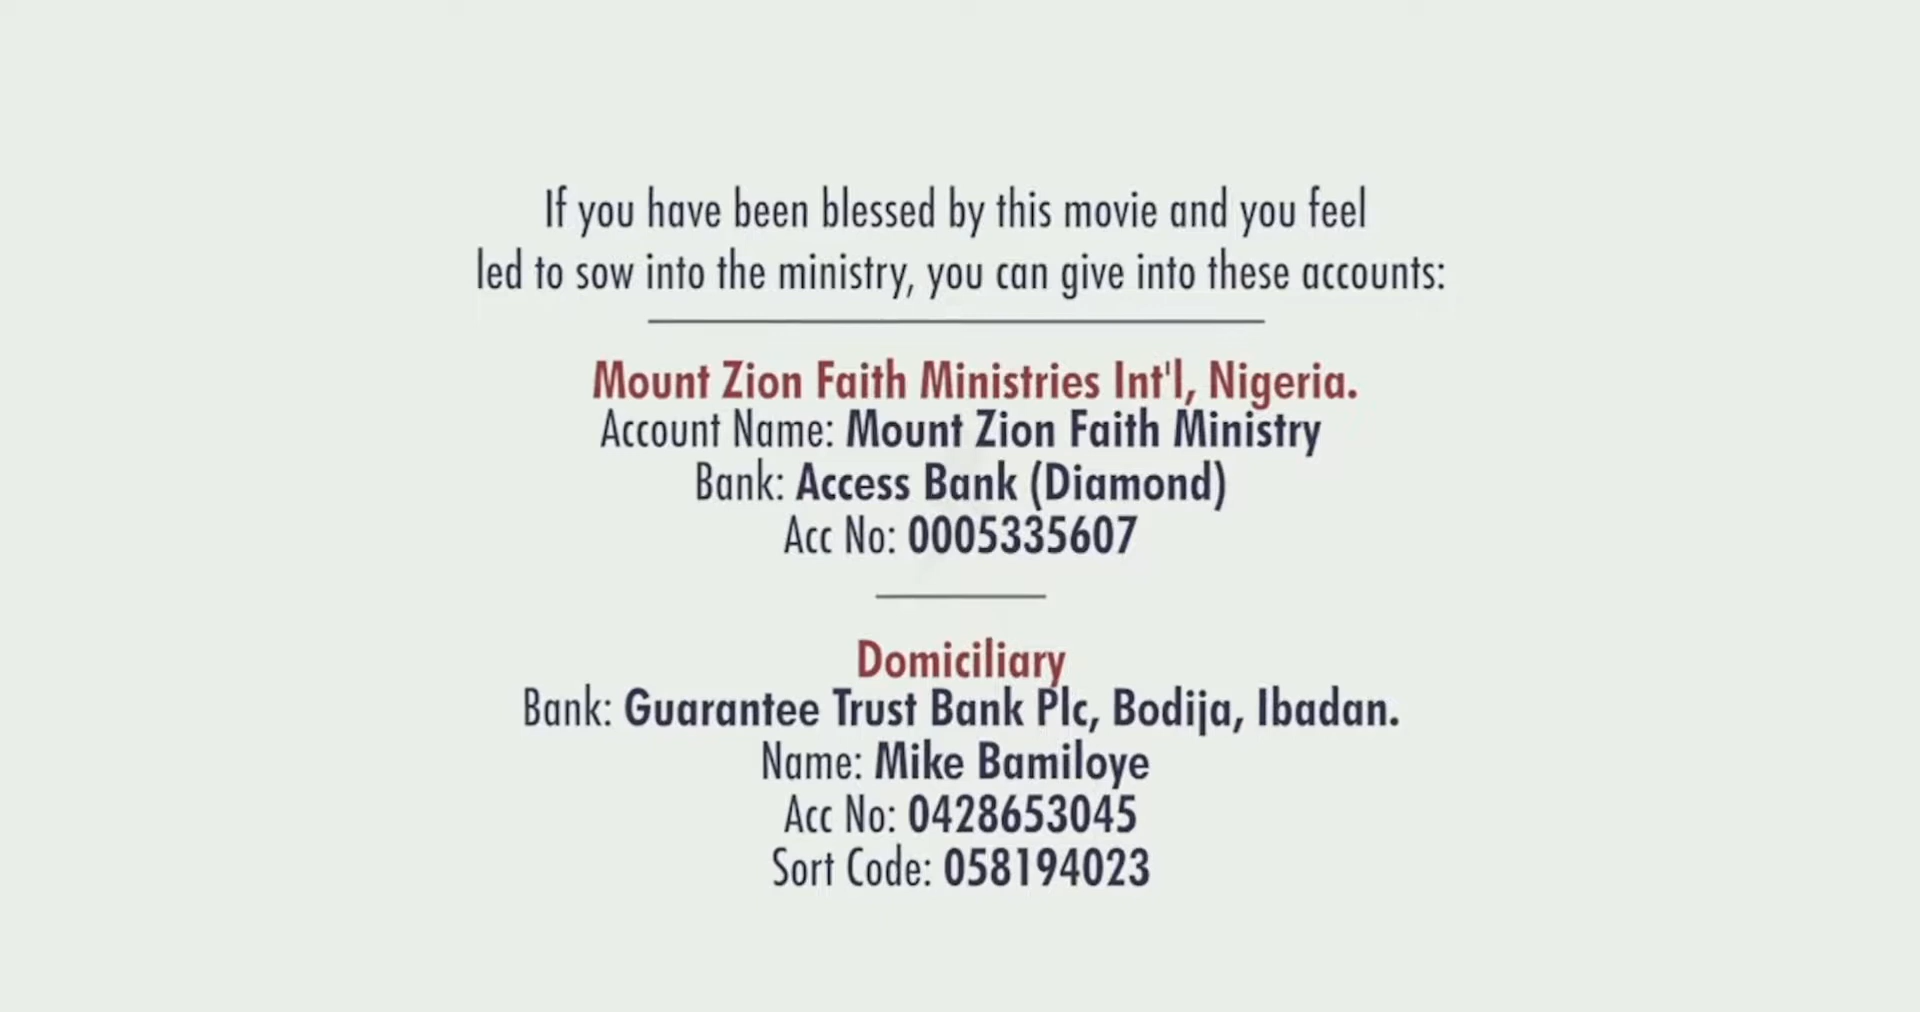 If you have been blessed by this movie and you feel
led to sow into the ministry, you can give into these accounts:
Mount Zion Faith Ministries Int'l, Nigeria.
Account Name: Mount Zion Faith Ministry
Bank: Access Bank (Diamond)
Acc No: 0005335607
Domiciliary
Bank: Guarantee Trust Bank Plc, Bodija, Ibadan.
Name: Mike Bamiloye
Acc No: 0428653045
Sort Code: 058194023